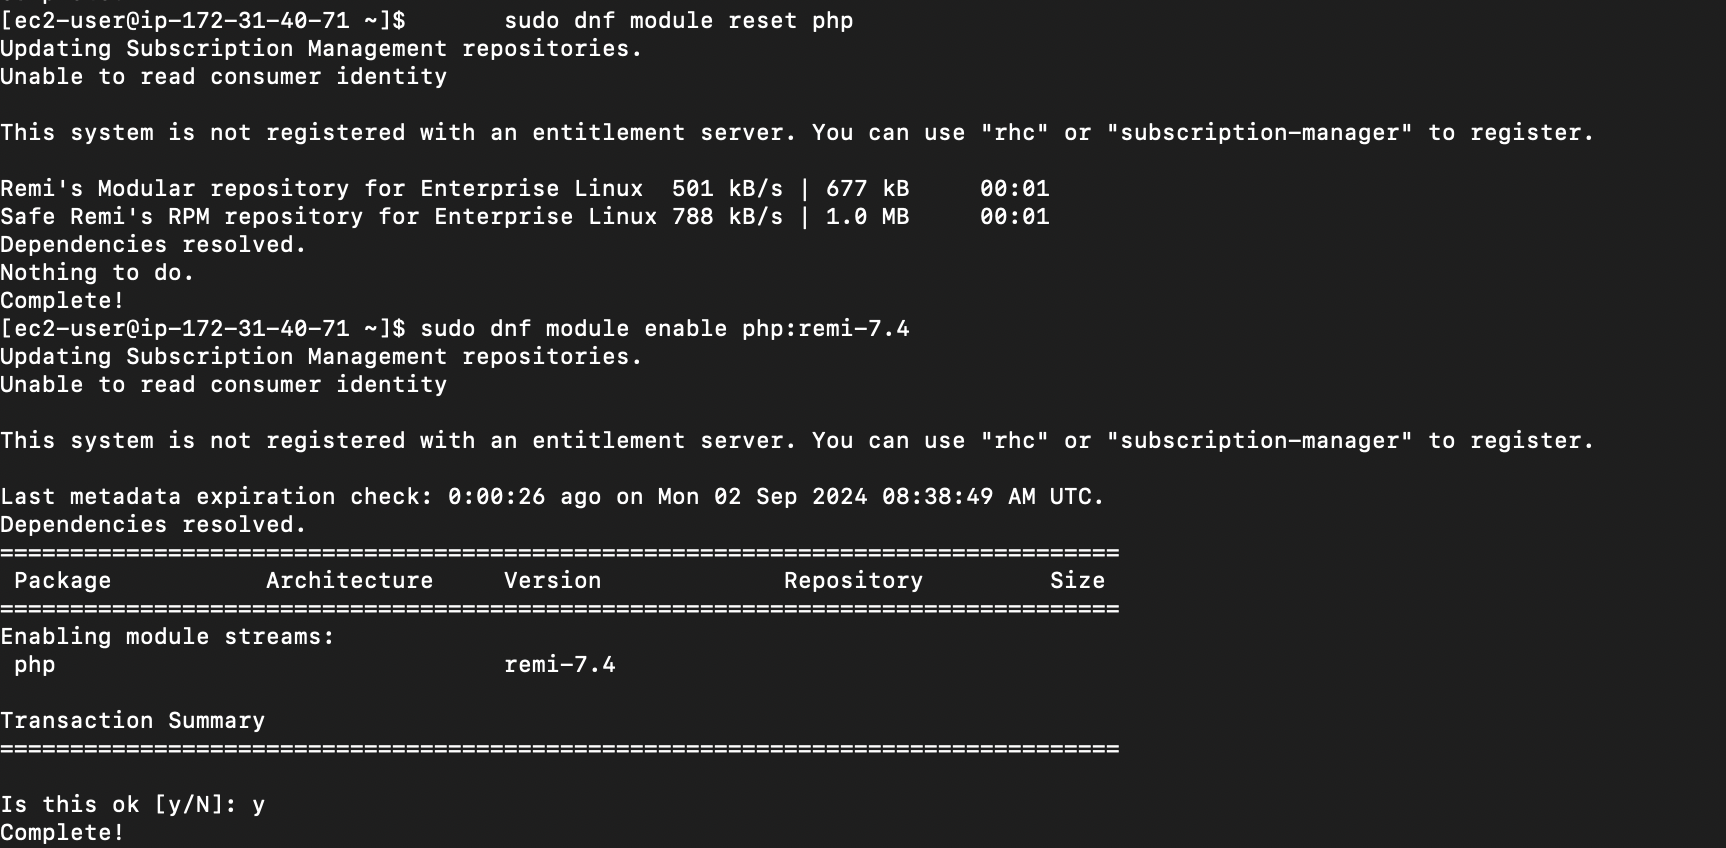 [ec2-user@ip-172-31-40-71 ~]$       sudo dnf module reset php
Updating Subscription Management repositories.
Unable to read consumer identity

This system is not registered with an entitlement server. You can use "rhc" or "subscription-manager" to register.

Remi's Modular repository for Enterprise Linux  501 kB/s | 677 kB     00:01
Safe Remi's RPM repository for Enterprise Linux 788 kB/s | 1.0 MB     00:01
Dependencies resolved.
Nothing to do.
Complete!
[ec2-user@ip-172-31-40-71 ~]$ sudo dnf module enable php:remi-7.4
Updating Subscription Management repositories.
Unable to read consumer identity

This system is not registered with an entitlement server. You can use "rhc" or "subscription-manager" to register.

Last metadata expiration check: 0:00:26 ago on Mon 02 Sep 2024 08:38:49 AM UTC.
Dependencies resolved.
================================================================================
 Package           Architecture     Version             Repository         Size
================================================================================
Enabling module streams:
 php                                remi-7.4

Transaction Summary
================================================================================

Is this ok [y/N]: y
Complete!